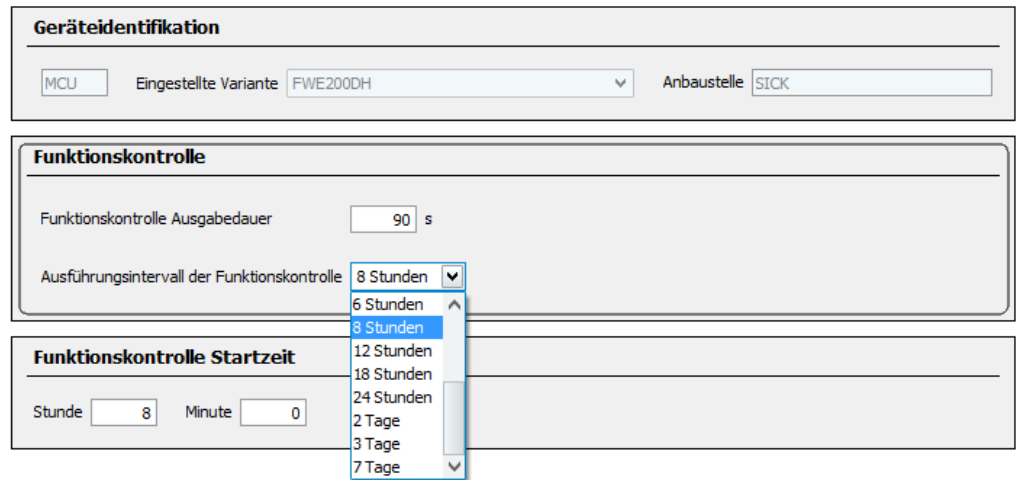 Geräteidentifikation
MCU Eingestellte Variante FWE200DH Anbaustelle SICK
Funktionskontrolle
Funktionskontrolle Ausgabedauer 90 s
Ausführungsintervall der Funktionskontrolle 8 Stunden
6 Stunden
8 Stunden
12 Stunden
18 Stunden
24 Stunden
2 Tage
3 Tage
7 Tage
Funktionskontrolle Startzeit
Stunde 8 Minute 0